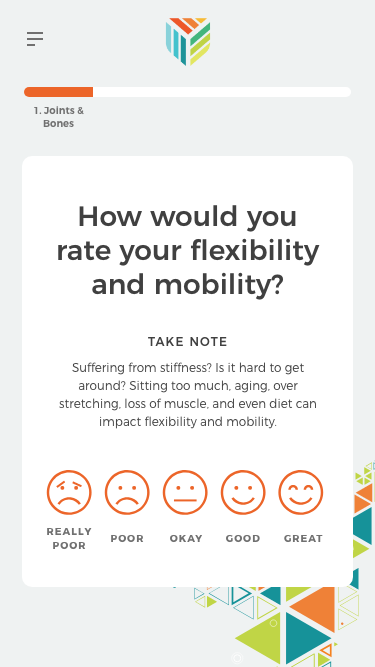 1. Joints &
Bones
How would you
rate your flexibility
and mobility?
TAKE NOTE
Suffering from stiffness? Is it hard to get
around? Sitting too much, aging, over
stretching, loss of muscle, and even diet can
impact flexibility and mobility.
REALLY
POOR
POOR
OKAY
GOOD
GREAT